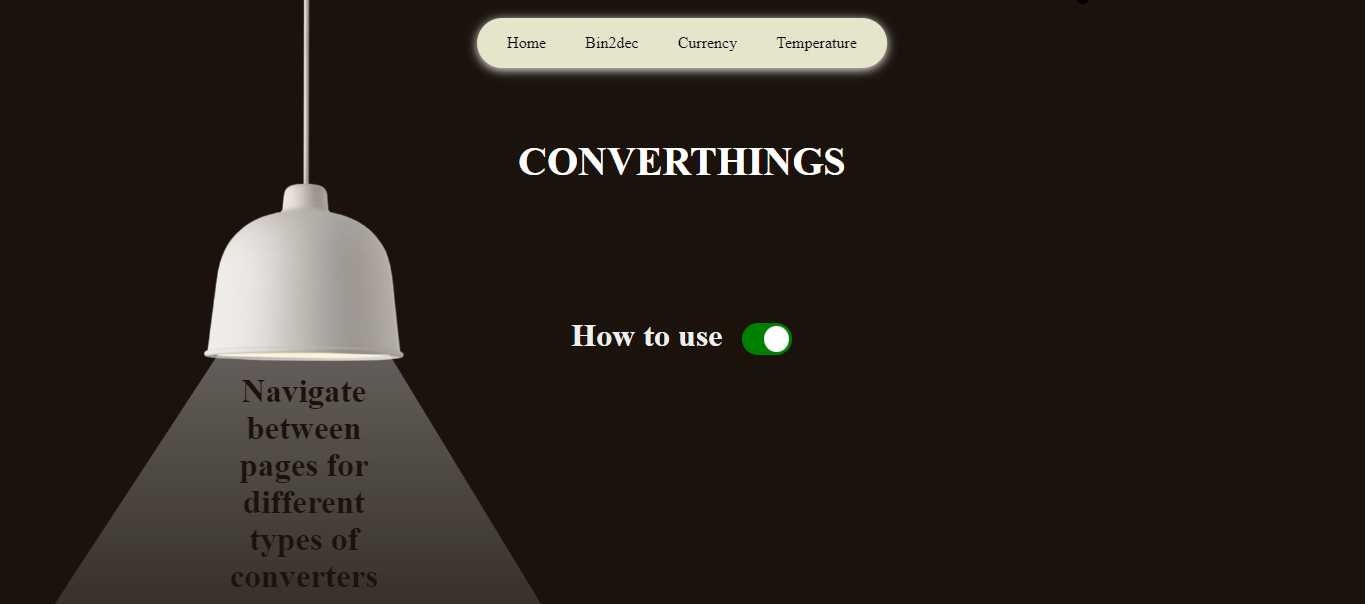 Home Bin2dec Currency Temperature
CONVERTHINGS
How to use
Navigate
between
pages for
different
types of
converters